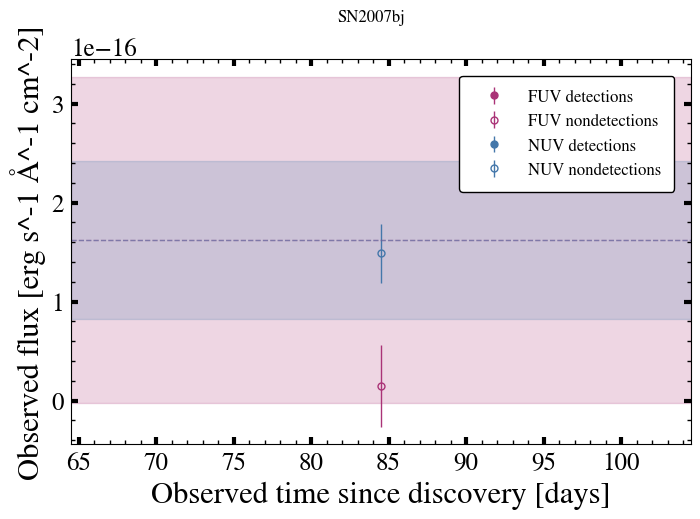 SN2007bj
1e−16
Observed flux [erg s^-1 Å^-1 cm^-2]
3
2
1
0
FUV detections
FUV nondetections
NUV detections
NUV nondetections
65 70 75 80 85 90 95 100
Observed time since discovery [days]